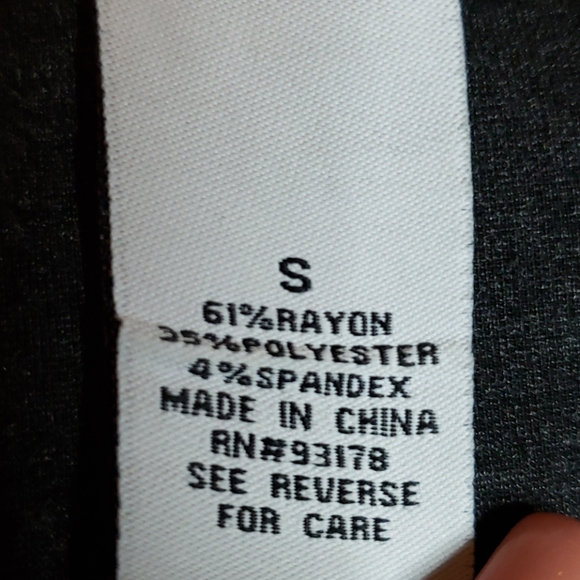 S
61%RAYON
35%POLYESTER
4%SPANDEX
MADE IN CHINA
RN#93178
SEE REVERSE
FOR CARE